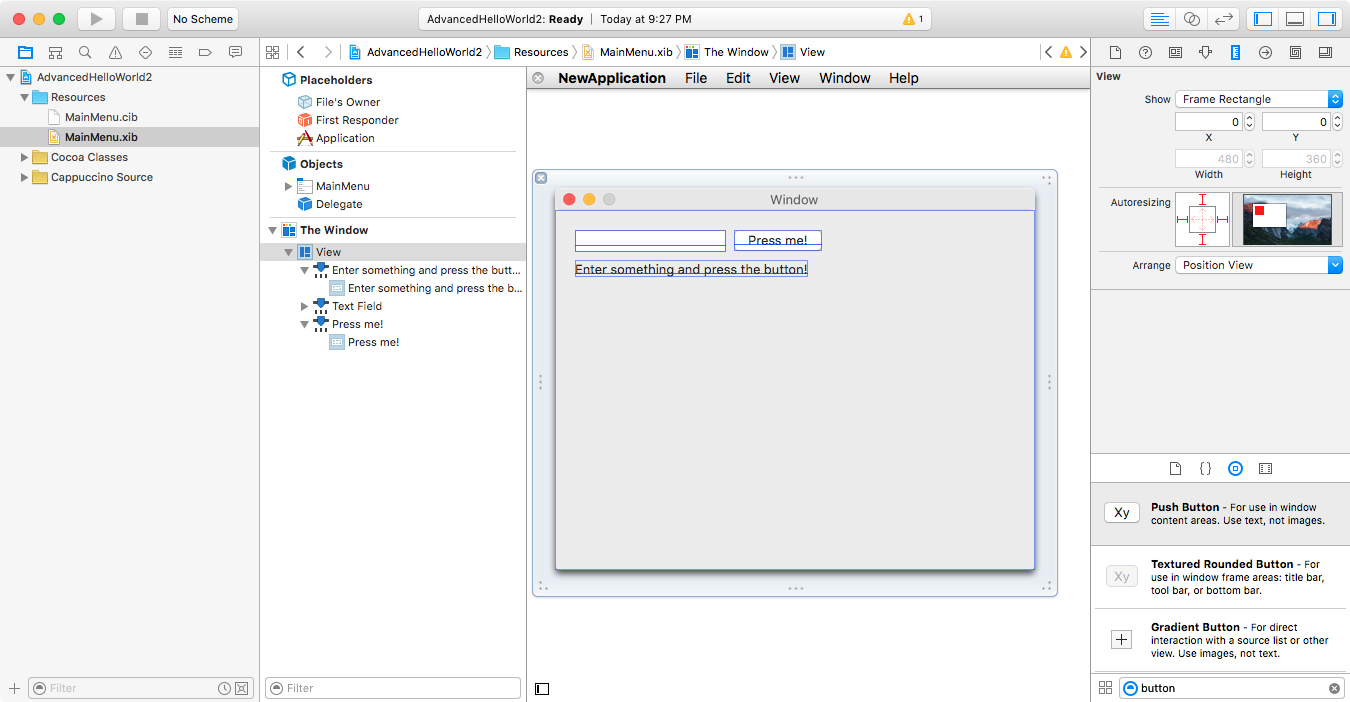 No Scheme
AdvancedHelloWorld2: Ready | Today at 9:27 PM
1
AdvancedHelloWorld2
Resources
MainMenu.cib
MainMenu.xib
Cocoa Classes
Cappuccino Source
Filter
AdvancedHelloWorld2 Resources MainMenu.xib The Window View
Placeholders
File's Owner
First Responder
Application
Objects
MainMenu
Delegate
The Window
View
Enter something and press the butt...
Enter something and press the b...
Text Field
Press me!
Press me!
Filter
NewApplication File Edit View Window Help
Window
Press me!
Enter something and press the button!
View
Show Frame Rectangle
0 0
X Y
480 360
Width Height
Autoresizing
Arrange Position View
{}
Xy
Push Button - For use in window
content areas. Use text, not images.
Xy
Textured Rounded Button - For
use in window frame areas: title bar,
tool bar, or bottom bar.
Gradient Button - For direct
interaction with a source list or other
view. Use images, not text.
button